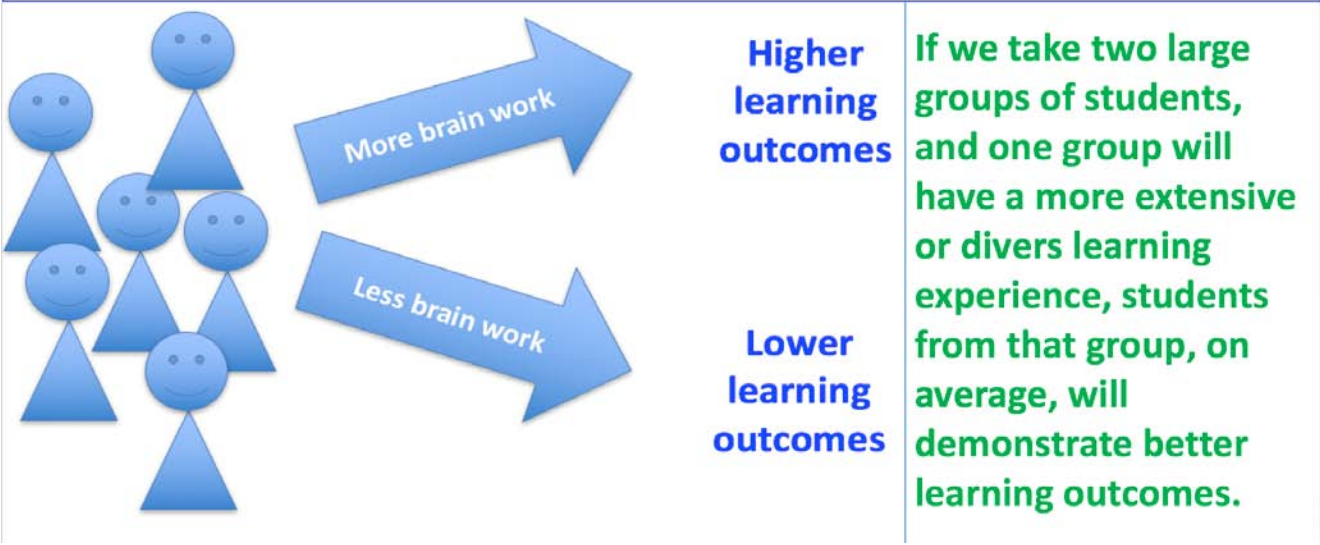 More brain work
Less brain work
Higher
learning
outcomes
Lower
learning
outcomes
If we take two large
groups of students,
and one group will
have a more extensive
or divers learning
experience, students
from that group, on
average, will
demonstrate better
learning outcomes.